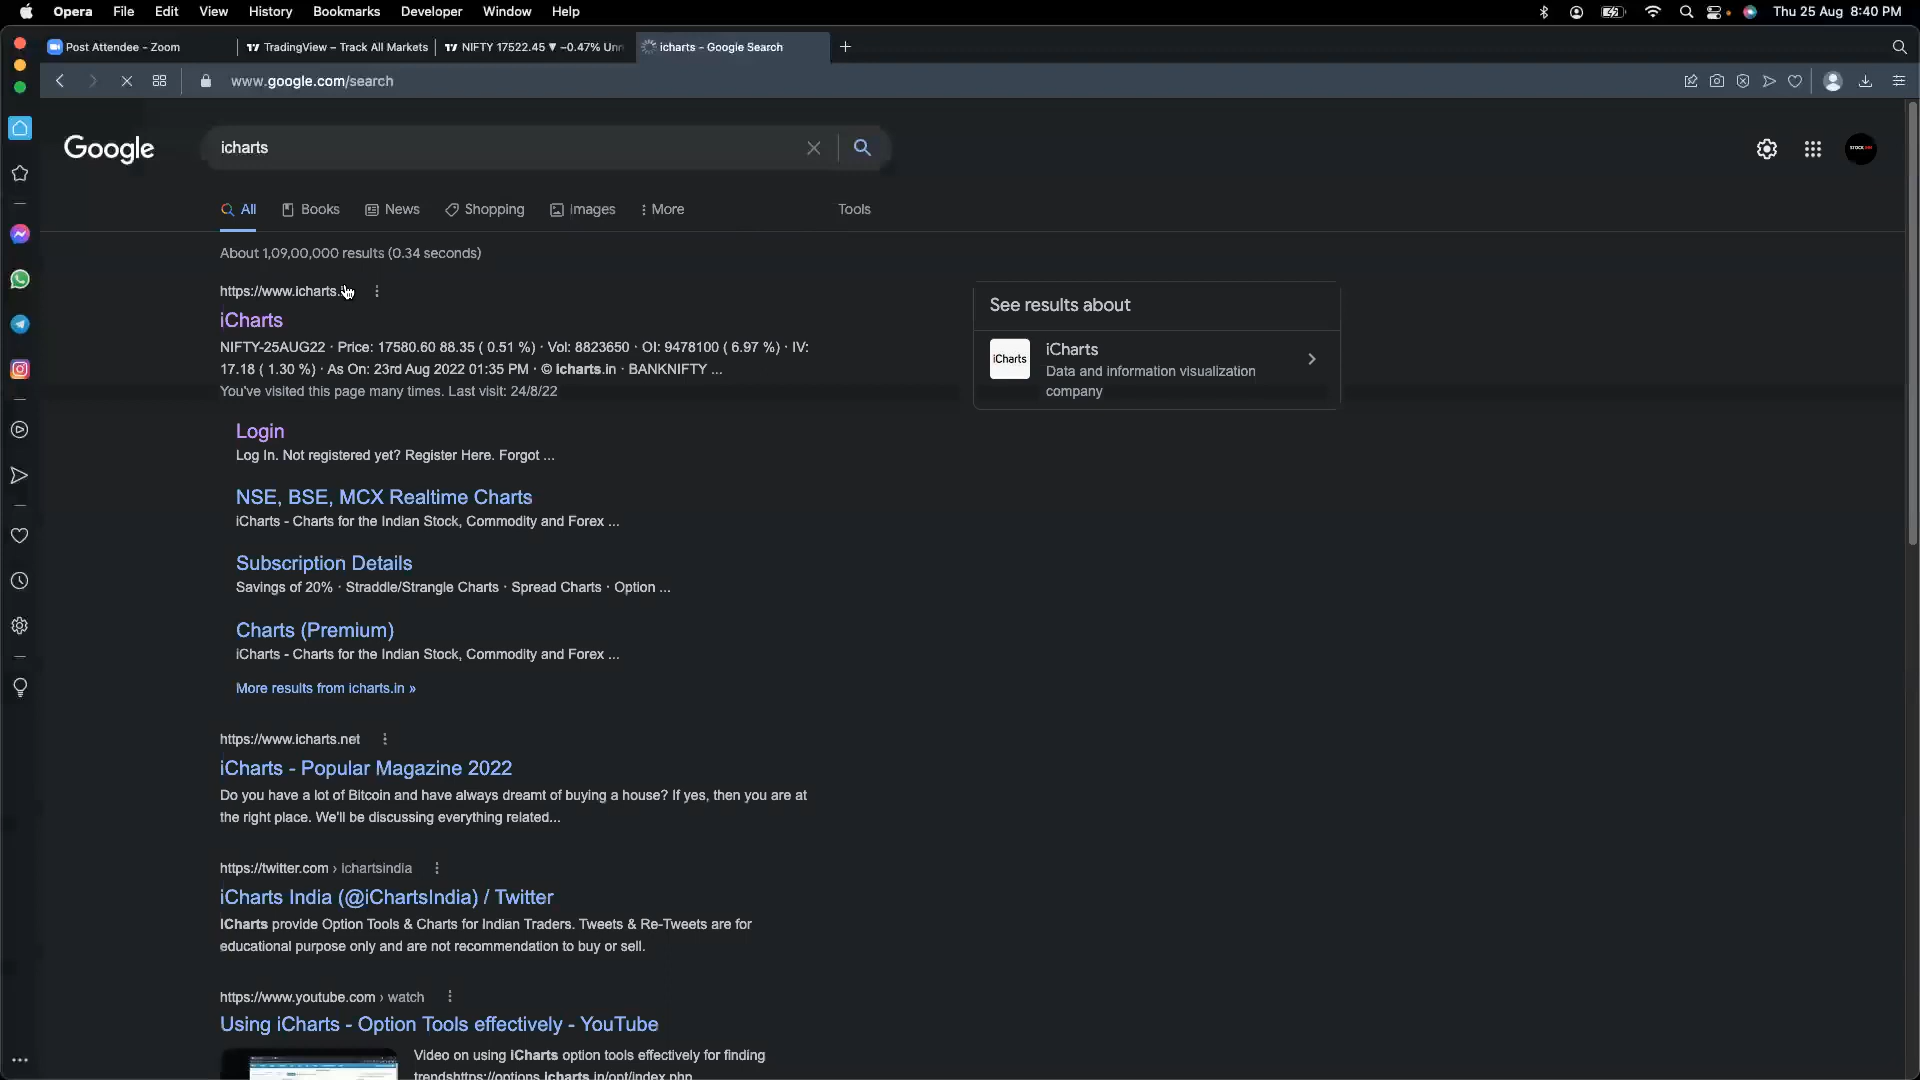 Opera File Edit View History Bookmarks Developer Window Help Thu 25 Aug 8:40 PM
Post Attendee - Zoom TradingView – Track All Markets NIFTY 17522.45 ▼ −0.47% Unn icharts - Google Search
www.google.com/search
Google icharts
All Books News Shopping Images More Tools
About 1,09,00,000 results (0.34 seconds)
https://www.icharts.
iCharts
NIFTY-25AUG22 · Price: 17580.60 88.35 ( 0.51 %) · Vol: 8823650 · OI: 9478100 ( 6.97 %) · IV:
17.18 ( 1.30 %) · As On: 23rd Aug 2022 01:35 PM · © icharts.in · BANKNIFTY ...
You've visited this page many times. Last visit: 24/8/22
See results about
iCharts
iCharts
Data and information visualization
company
Login
Log In. Not registered yet? Register Here. Forgot ...
NSE, BSE, MCX Realtime Charts
iCharts - Charts for the Indian Stock, Commodity and Forex ...
Subscription Details
Savings of 20% · Straddle/Strangle Charts · Spread Charts · Option ...
Charts (Premium)
iCharts - Charts for the Indian Stock, Commodity and Forex ...
More results from icharts.in »
https://www.icharts.net
iCharts - Popular Magazine 2022
Do you have a lot of Bitcoin and have always dreamt of buying a house? If yes, then you are at
the right place. We'll be discussing everything related...
https://twitter.com › ichartsindia
iCharts India (@iChartsIndia) / Twitter
ICharts provide Option Tools & Charts for Indian Traders. Tweets & Re-Tweets are for
educational purpose only and are not recommendation to buy or sell.
https://www.youtube.com › watch
Using iCharts - Option Tools effectively - YouTube
Video on using ICharts option tools effectively for finding
trendshttps://options.icharts.in/opt/index.php